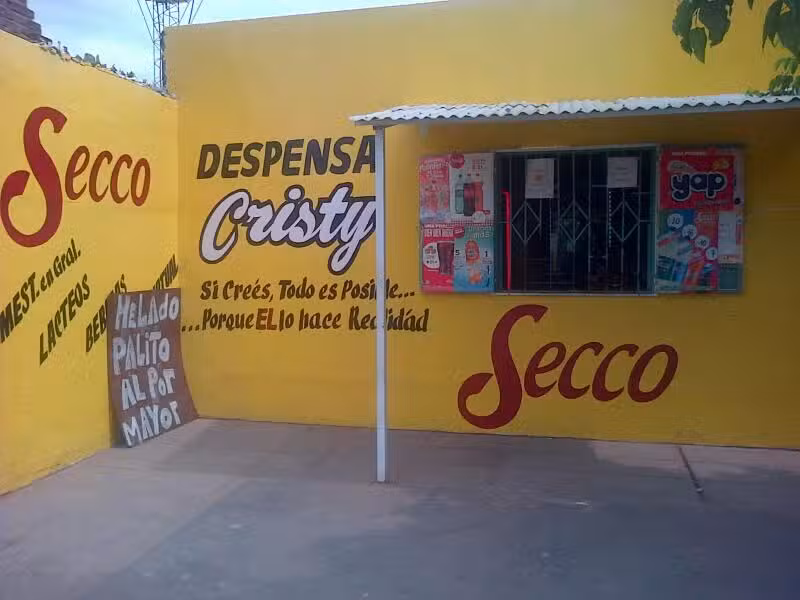 Secco
MEST. en Gral.
LACTEOS
HELADO
PALITO
AL POR
MAYOR
DESPENSA
Cristy
Si Creés, Todo es Posible...
...Porque EL lo hace Realidád
yap
Secco